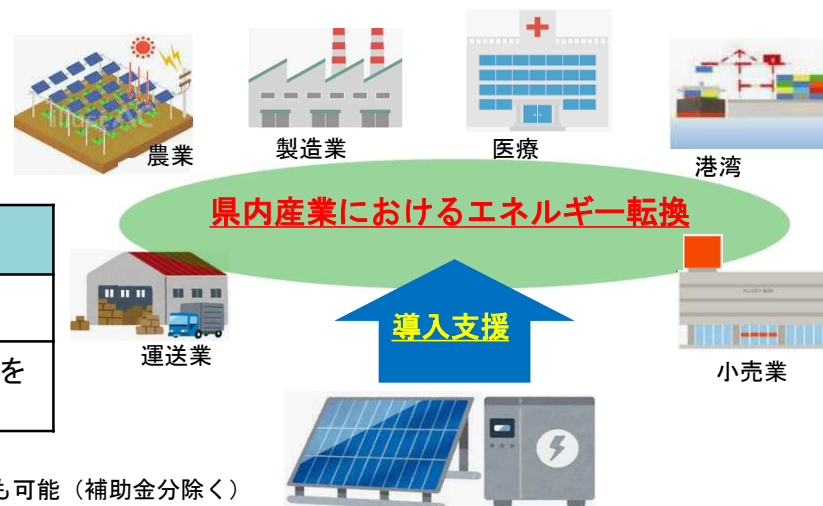 農業
製造業
医療
港湾
県内産業におけるエネルギー転換
運送業
導入支援
小売業
を
も可能（補助金分除く）